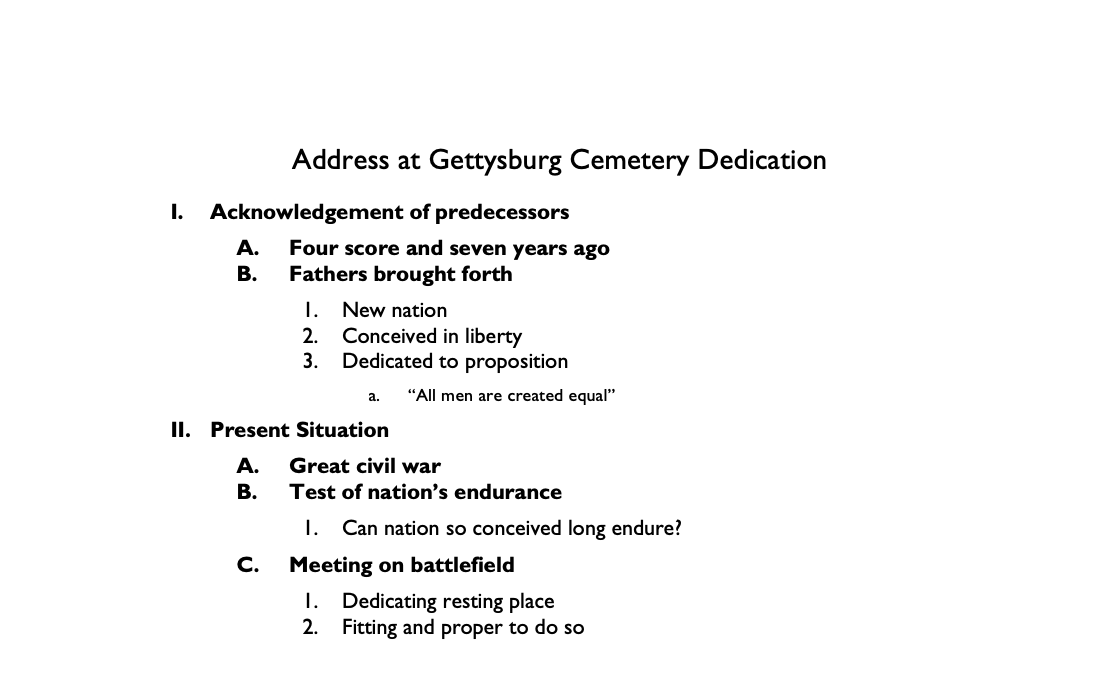 Address at Gettysburg Cemetery Dedication
I. Acknowledgement of predecessors
A. Four score and seven years ago
B. Fathers brought forth
1. New nation
2. Conceived in liberty
3. Dedicated to proposition
a. “All men are created equal”
II. Present Situation
A. Great civil war
B. Test of nation’s endurance
1. Can nation so conceived long endure?
C. Meeting on battlefield
1. Dedicating resting place
2. Fitting and proper to do so